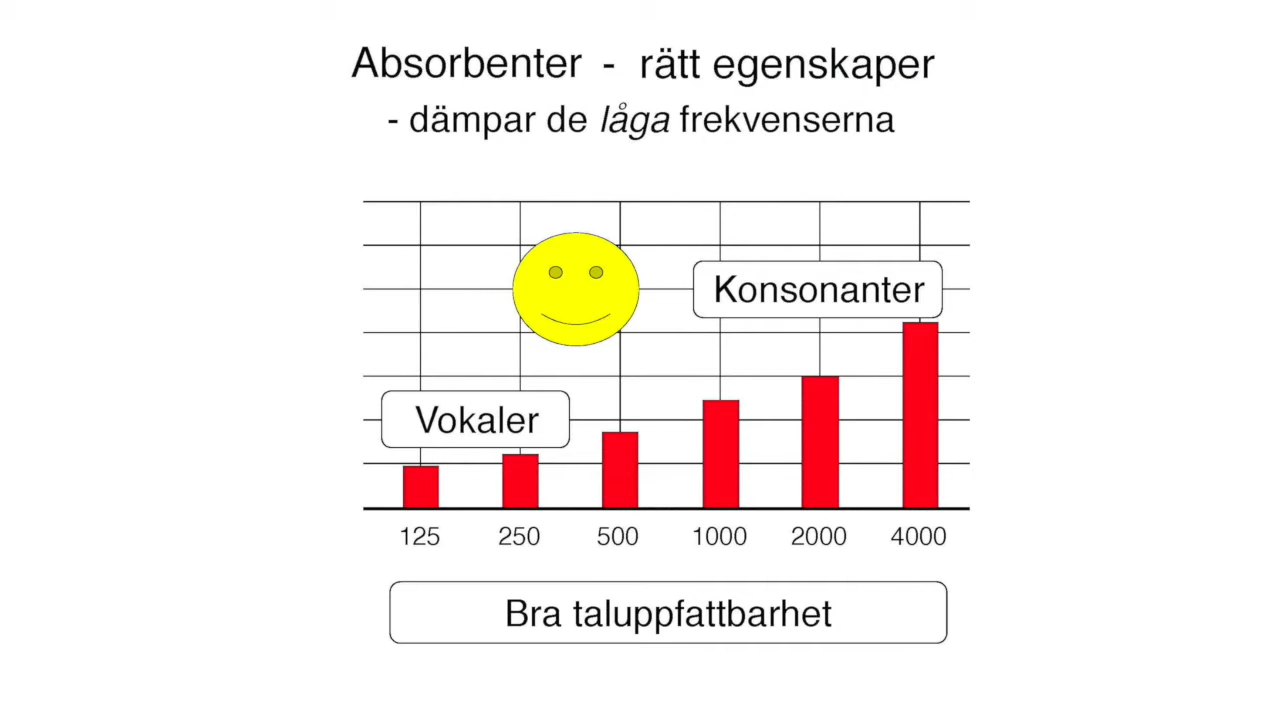 Absorbenter - rätt egenskaper
- dämpar de låga frekvenserna
Konsonanter
Vokaler
125 250 500 1000 2000 4000
Bra taluppfattbarhet